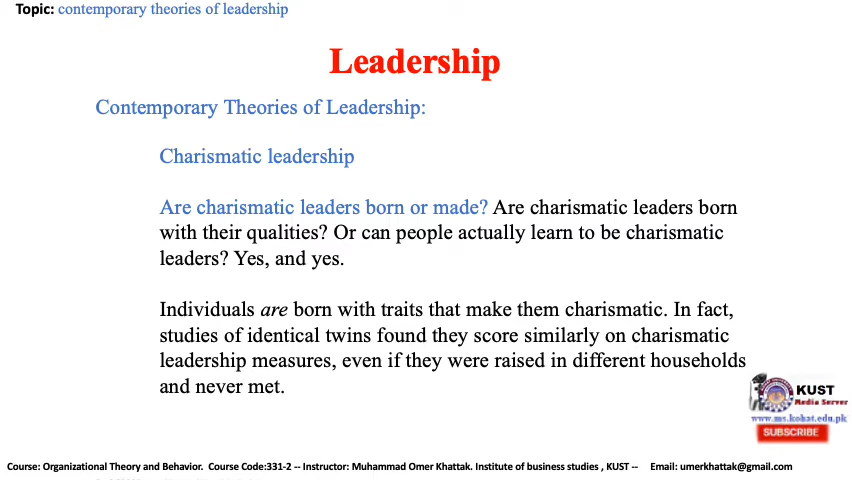 Topic: contemporary theories of leadership
Leadership
Contemporary Theories of Leadership:
Charismatic leadership
Are charismatic leaders born or made? Are charismatic leaders born
with their qualities? Or can people actually learn to be charismatic
leaders? Yes, and yes.
Individuals are born with traits that make them charismatic. In fact,
studies of identical twins found they score similarly on charismatic
leadership measures, even if they were raised in different households
and never met.
KUST
Media Server
www.ms.kohat.edu.pk
SUBSCRIBE
Course: Organizational Theory and Behavior. Course Code:331-2 -- Instructor: Muhammad Omer Khattak. Institute of business studies , KUST -- Email: umerkhattak@gmail.com